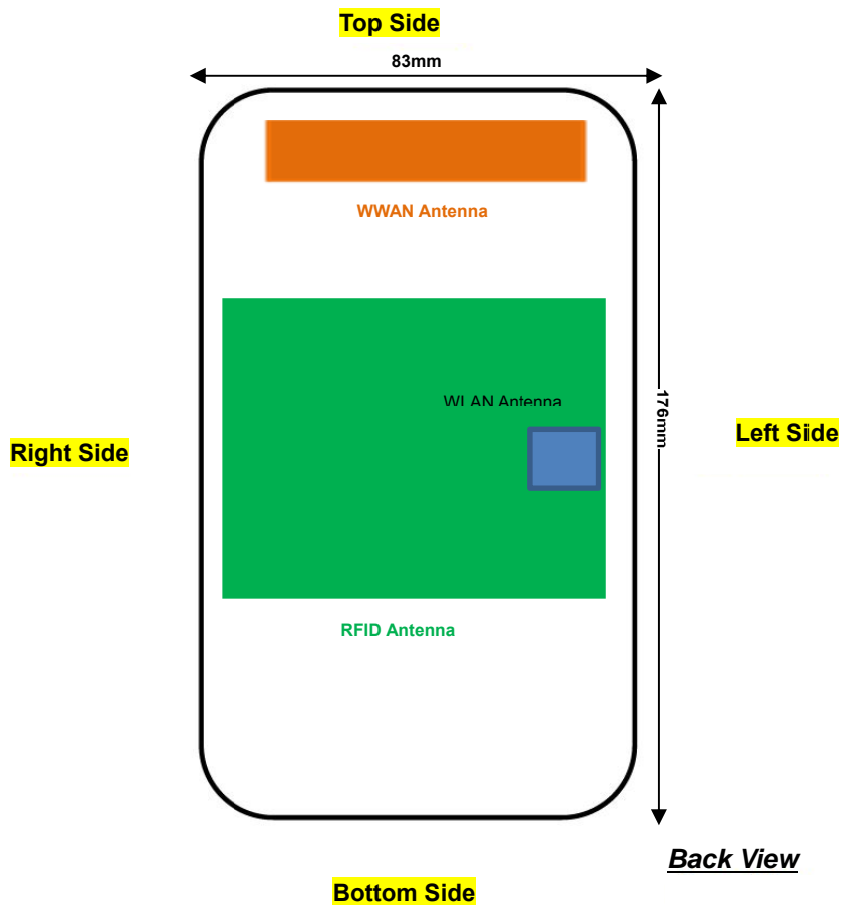 Top Side
83mm
WWAN Antenna
WLAN Antenna
176mm
Right Side
Left Side
RFID Antenna
Back View
Bottom Side